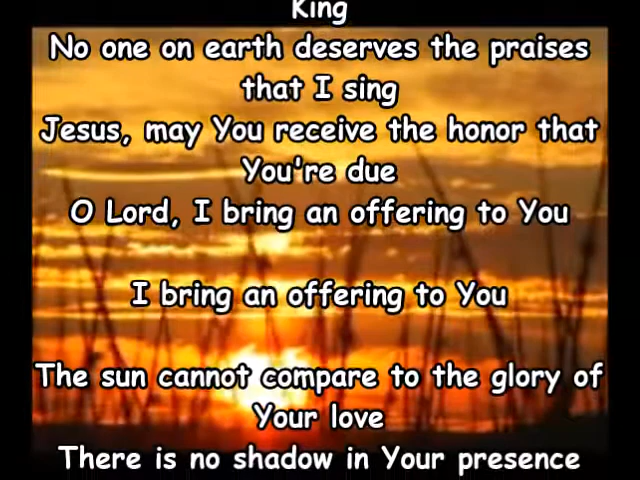 King
No one on earth deserves the praises
that I sing
Jesus, may You receive the honor that
You're due
O Lord, I bring an offering to You
I bring an offering to You
The sun cannot compare to the glory of
Your love
There is no shadow in Your presence